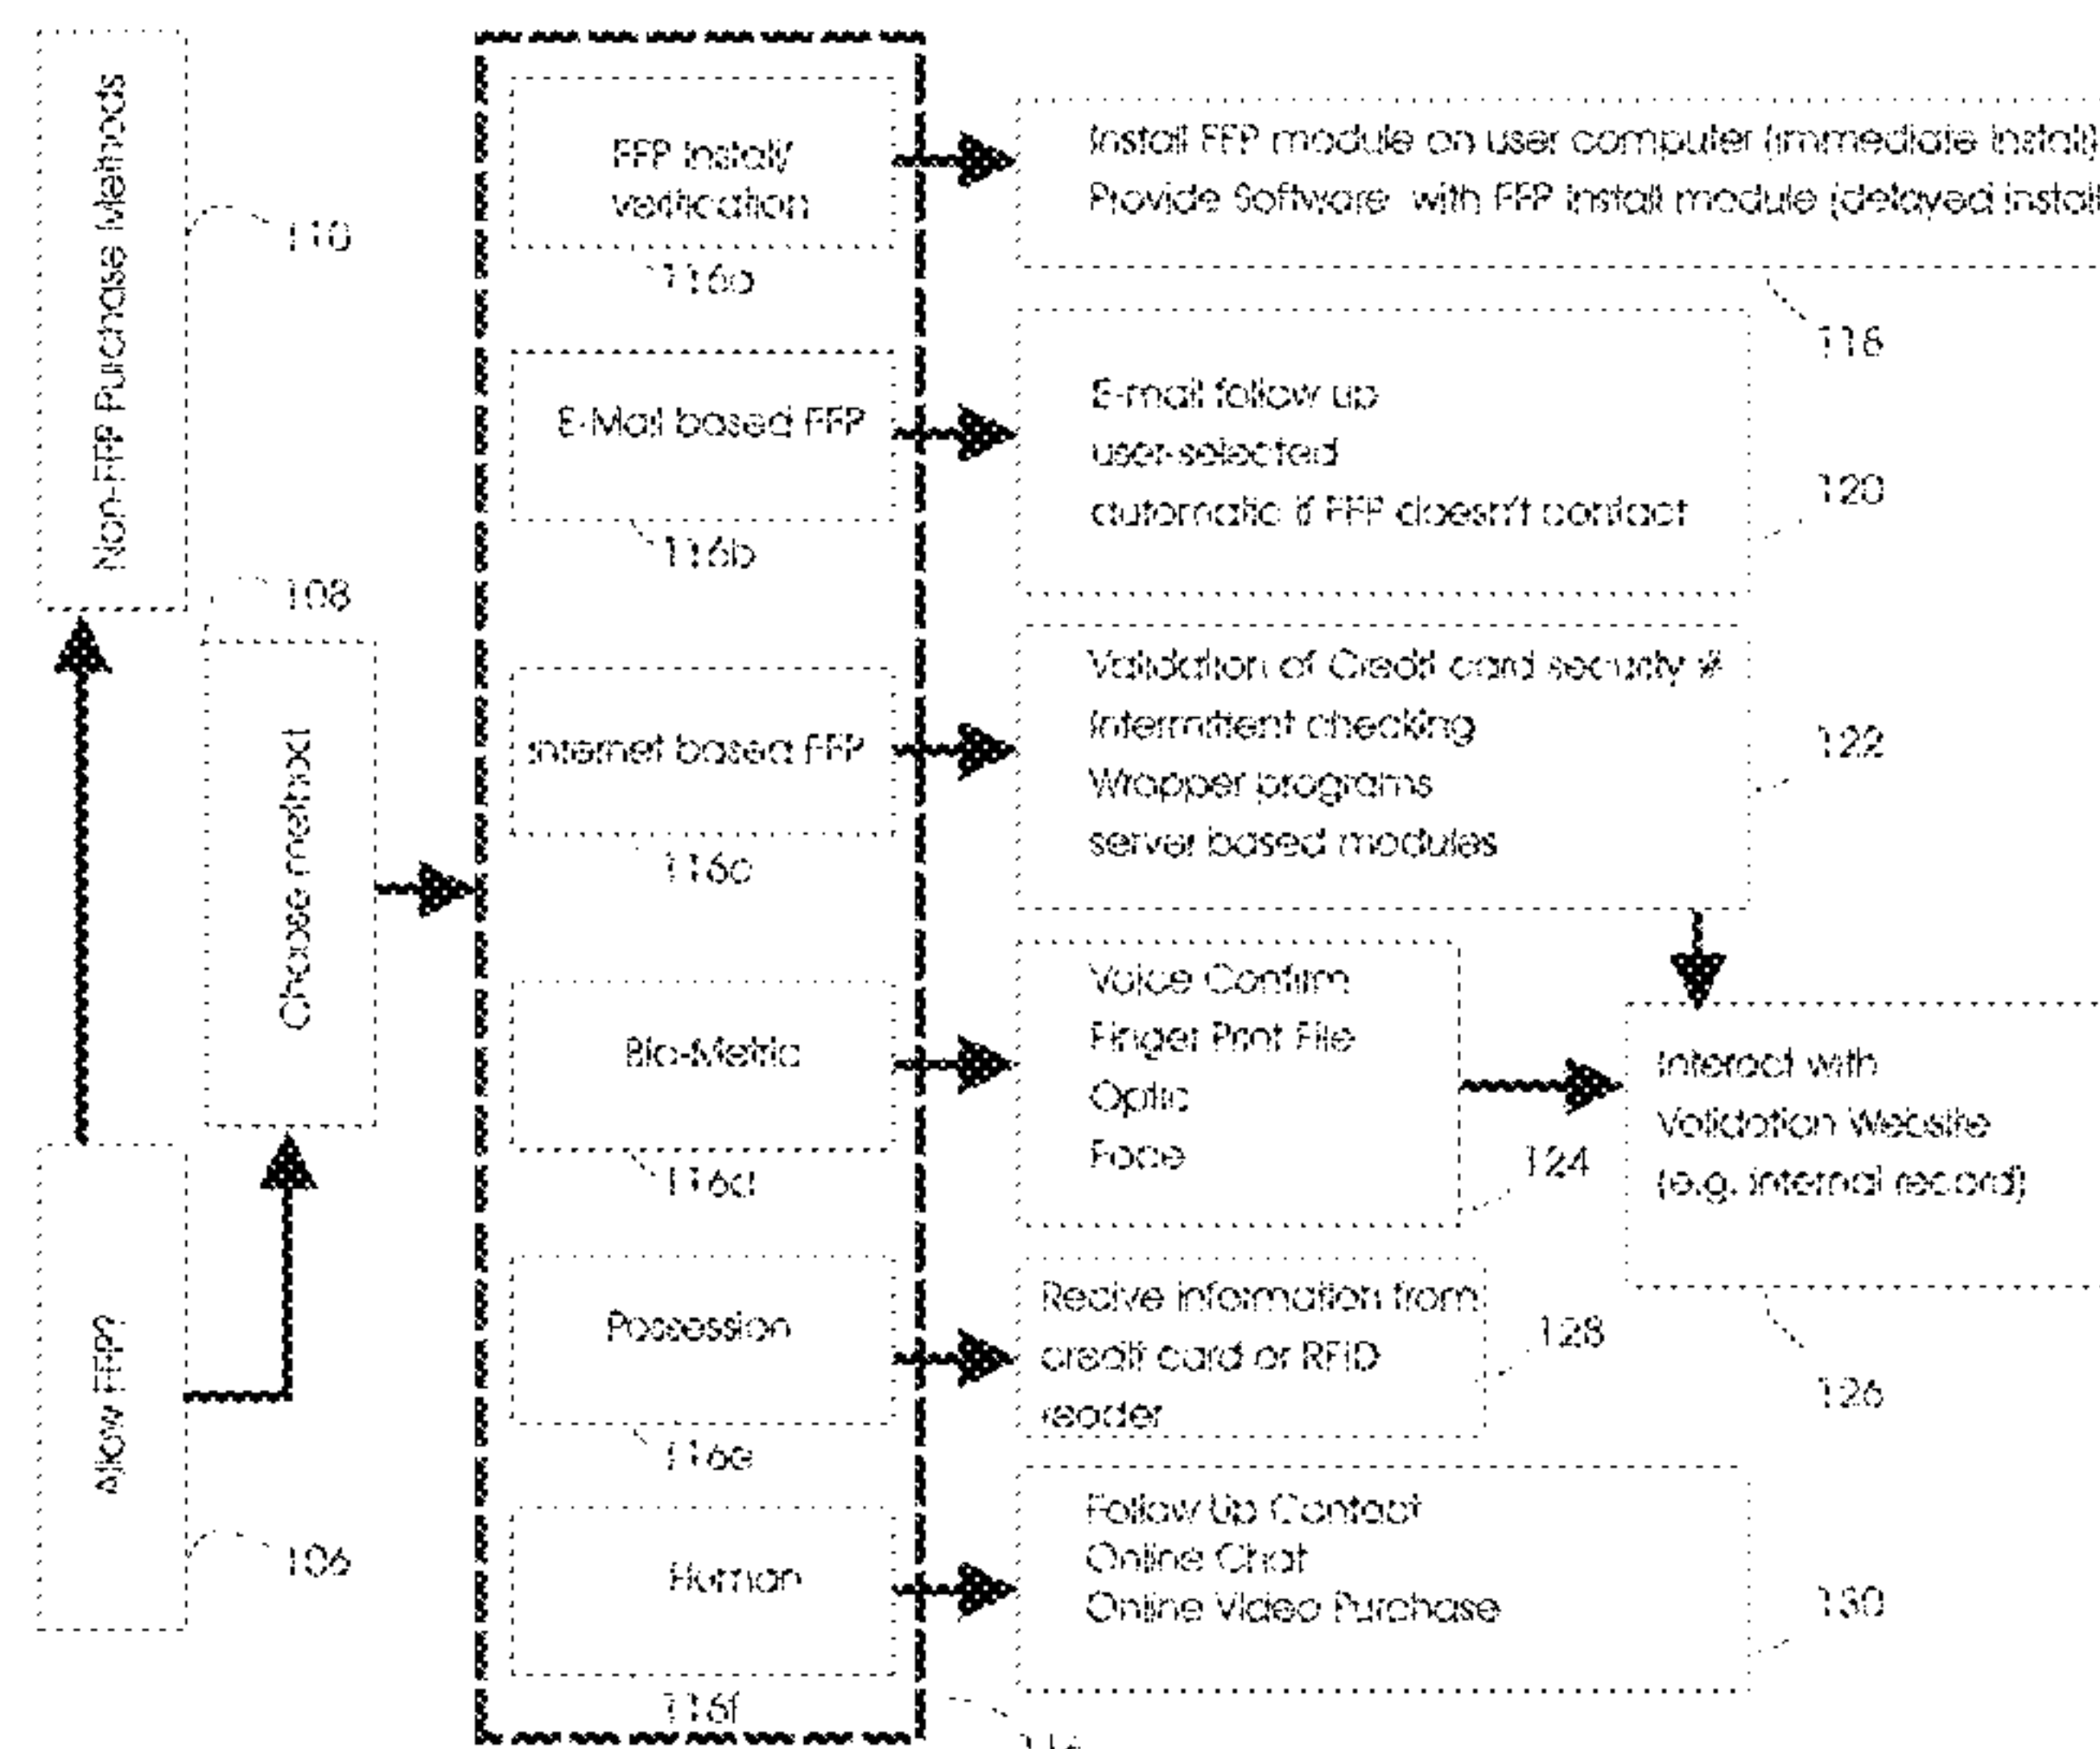 Non-FFP Purchase Methods
110
108
Choose method
Allow FFP?
106
FFP Install/
verification
116a
E-Mail based FFP
116b
Internet based FFP
116c
Bio-Metric
116d
Possession
116e
Human
116f
Install FFP module on user computer (immediate install)
Provide Software with FFP install module (delayed install
118
E-mail follow up
user-selected
automatic if FFP doesn't contact
120
Validation of Credit card security #
Intermittent checking
Wrapper programs
server based modules
122
Voice Confirm
Finger Print File
Optic
Face
124
Interact with
Validation Website
(e.g. internal record)
126
Recive information from
credit card or RFID
reader
128
Follow Up Contact
Online Chat
Online Video Purchase
130